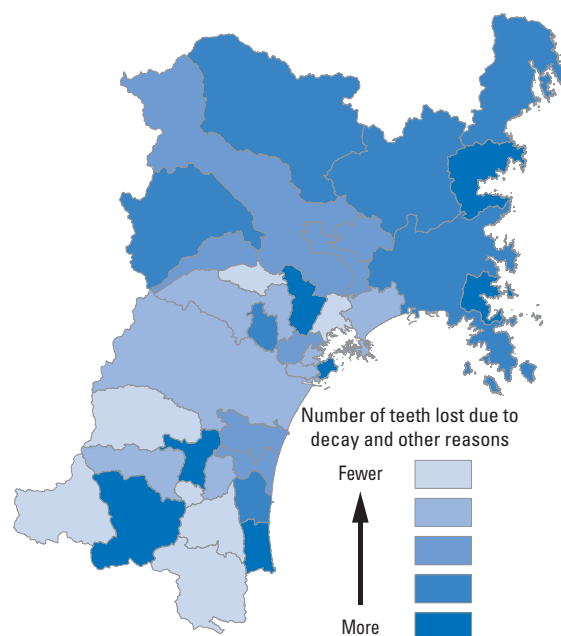 Number of teeth lost due to
decay and other reasons
Fewer
More